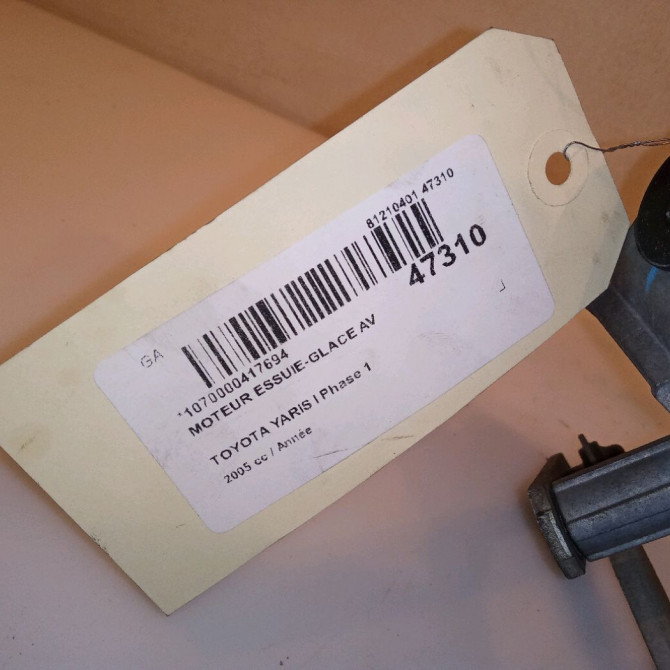 GA
81210401 47310
47310
*1070000417694
MOTEUR ESSUIE-GLACE AV
TOYOTA YARIS I Phase 1
2005 cc / Année